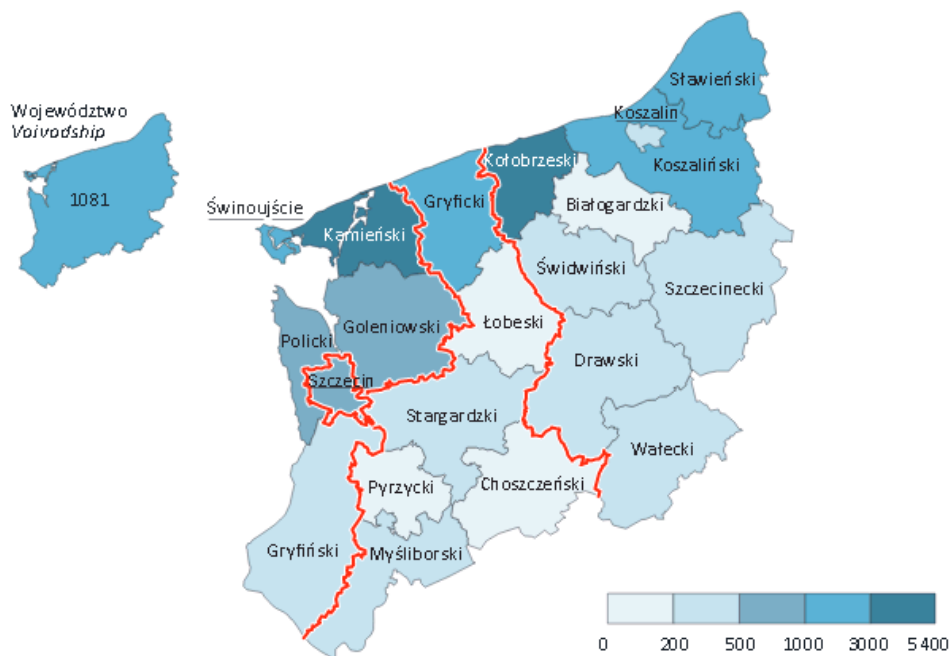 Województwo
Voivodship
1081
Sławieński
Koszalin
Kołobrzeski
Koszaliński
Gryficki
Białogardzki
Świnoujście
Kamieński
Świdwiński
Szczecinecki
Goleniowski
Łobeski
Policki
Drawski
Szczecin
Stargardzki
Wałecki
Pyrzycki
Choszczeński
Gryfiński
Myśliborski
0 200 500 1000 3000 5 400